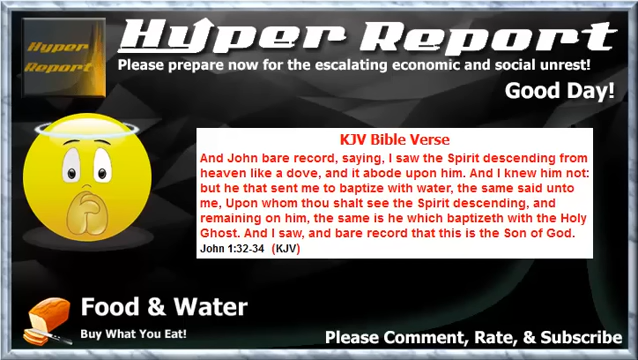 Hyper Report
Hyper
Report
Please prepare now for the escalating economic and social unrest!
Good Day!
KJV Bible Verse
And John bare record, saying, I saw the Spirit descending from
heaven like a dove, and it abode upon him. And I knew him not:
but he that sent me to baptize with water, the same said unto
me, Upon whom thou shalt see the Spirit descending, and
remaining on him, the same is he which baptizeth with the Holy
Ghost. And I saw, and bare record that this is the Son of God.
John 1:32-34 (KJV)
Food & Water
Buy What You Eat!
Please Comment, Rate, & Subscribe